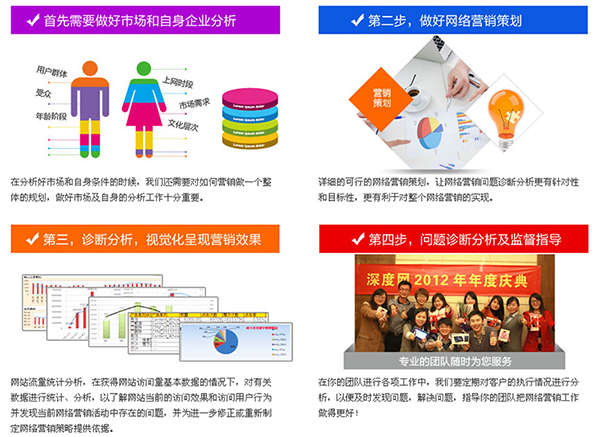 首先需要做好市场和自身企业分析
用户群体
上网时段
受众
市场需求
年龄阶段
文化层次
Lorem ipsum dolor
Lorem ipsum dolor
Lorem ipsum dolor
Lorem ipsum dolor
在分析好市场和自身条件的时候，我们还需要对如何营销做一个整
体的规划，做好市场及自身的分析工作十分重要。
第二步，做好网络营销策划
营销
策划
详细的可行的网络营销策划，让网络营销问题诊断分析更有针对性
和目标性，更有利于对整个网络营销的实现。
第三，诊断分析，视觉化呈现营销效果
网站流量统计分析，在获得网站访问量基本数据的情况下，对有关
数据进行统计、分析，以了解网站当前的访问效果和访问用户行为
并发现当前网络营销活动中存在的问题，并为进一步修正或重新制
定网络营销策略提供依据。
第四步，问题诊断分析及监督指导
深度网2012年年度庆典
专业的团队随时为您服务
在你的团队进行各项工作中，我们要定期对客户的执行情况进行分
析，以便及时发现问题，解决问题，指导你的团队把网络营销工作
做得更好！